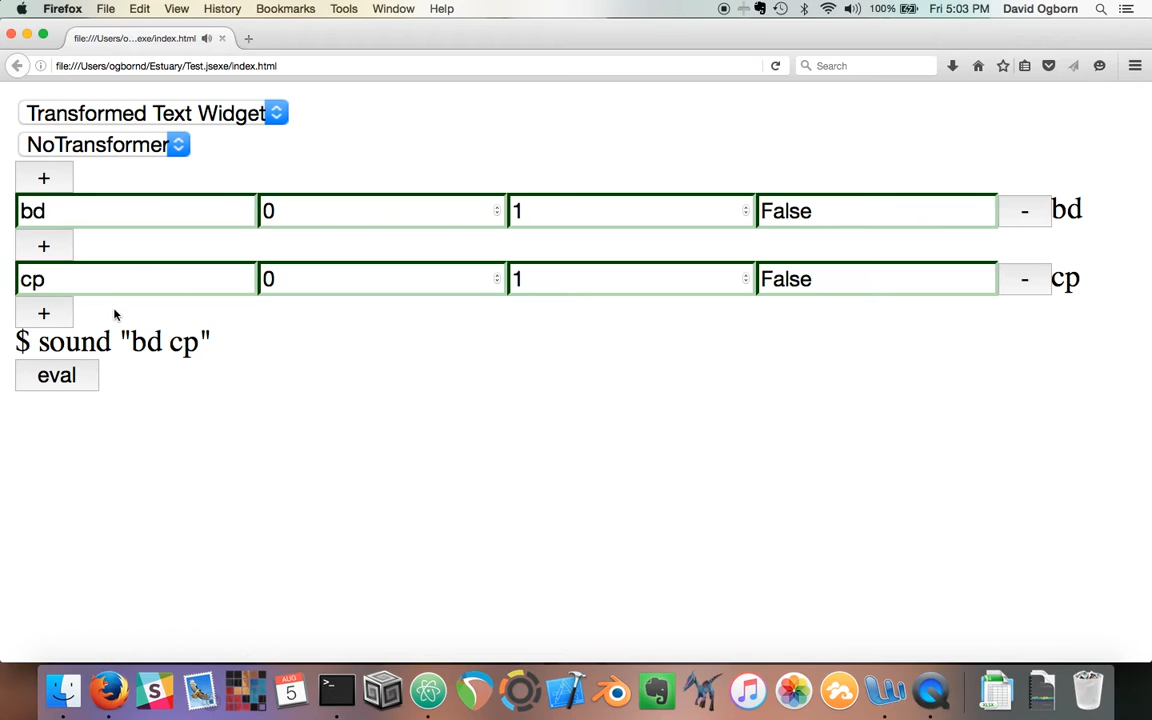 Firefox File Edit View History Bookmarks Tools Window Help 100% Fri 5:03 PM David Ogborn
file:///Users/o...exe/index.html
file:///Users/ogbornd/Estuary/Test.jsexe/index.html Search
Transformed Text Widget
NoTransformer
+
bd 0 1 False - bd
+
cp 0 1 False - cp
+
$ sound "bd cp"
eval
AUG
5